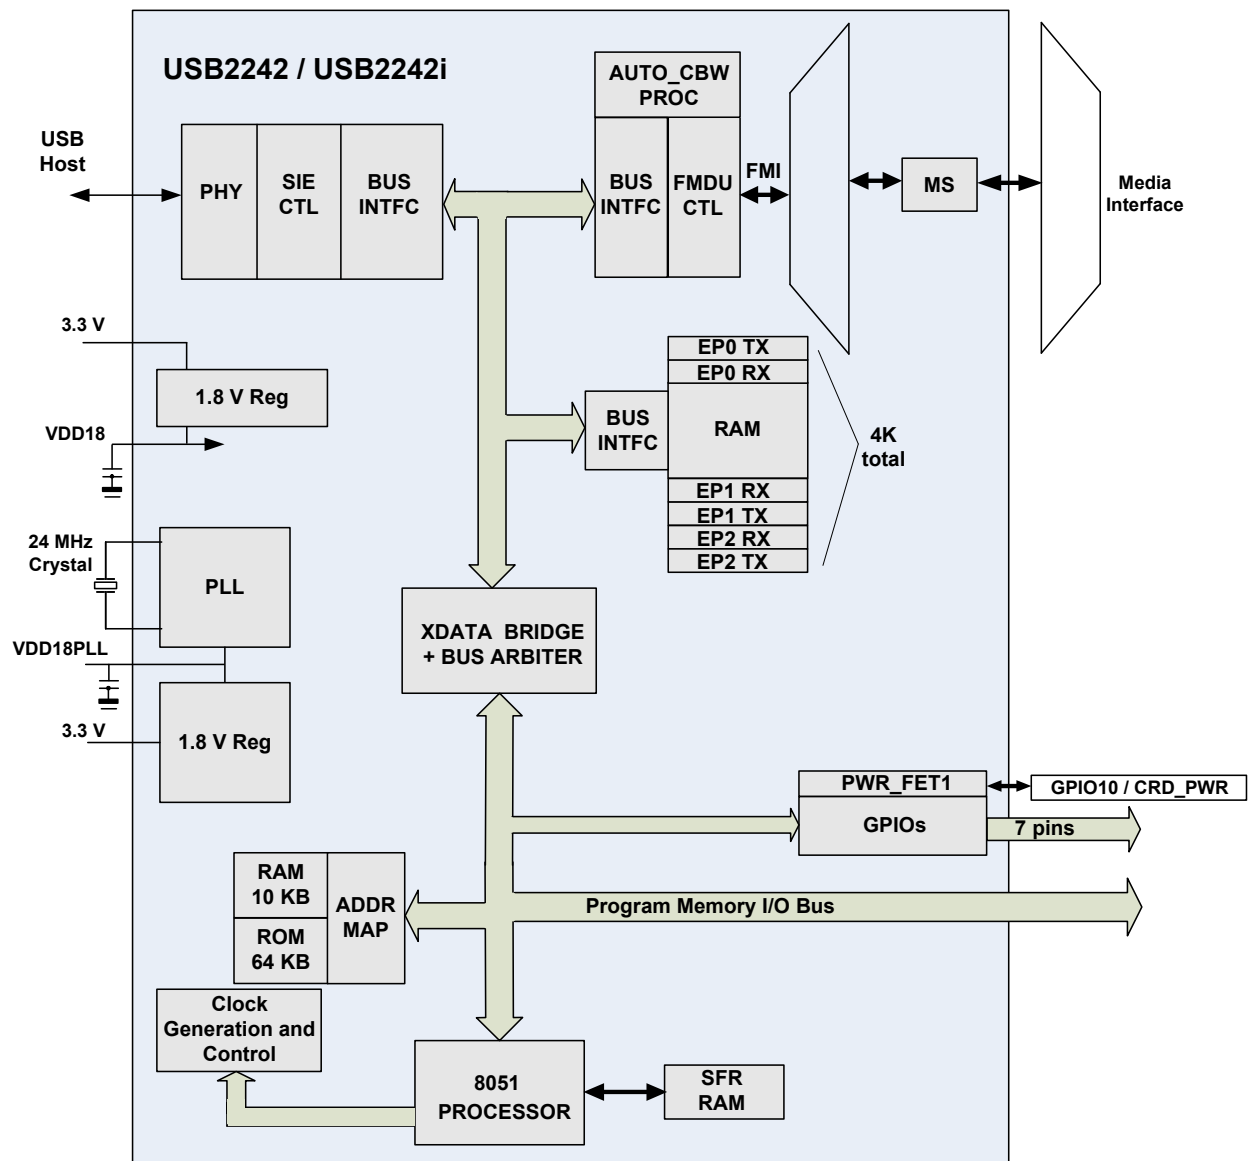 USB2242 / USB2242i
USB
Host
PHY
SIE
CTL
BUS
INTFC
AUTO_CBW
PROC
BUS
INTFC
FMDU
CTL
FMI
MS
Media
Interface
3.3 V
1.8 V Reg
VDD18
EP0 TX
EP0 RX
BUS
INTFC
RAM
EP1 RX
EP1 TX
EP2 RX
EP2 TX
4K
total
24 MHz
Crystal
PLL
VDD18PLL
3.3 V
1.8 V Reg
XDATA BRIDGE
+ BUS ARBITER
PWR_FET1
GPIOs
GPIO10 / CRD_PWR
7 pins
RAM
10 KB
ROM
64 KB
ADDR
MAP
Program Memory I/O Bus
Clock
Generation and
Control
8051
PROCESSOR
SFR
RAM